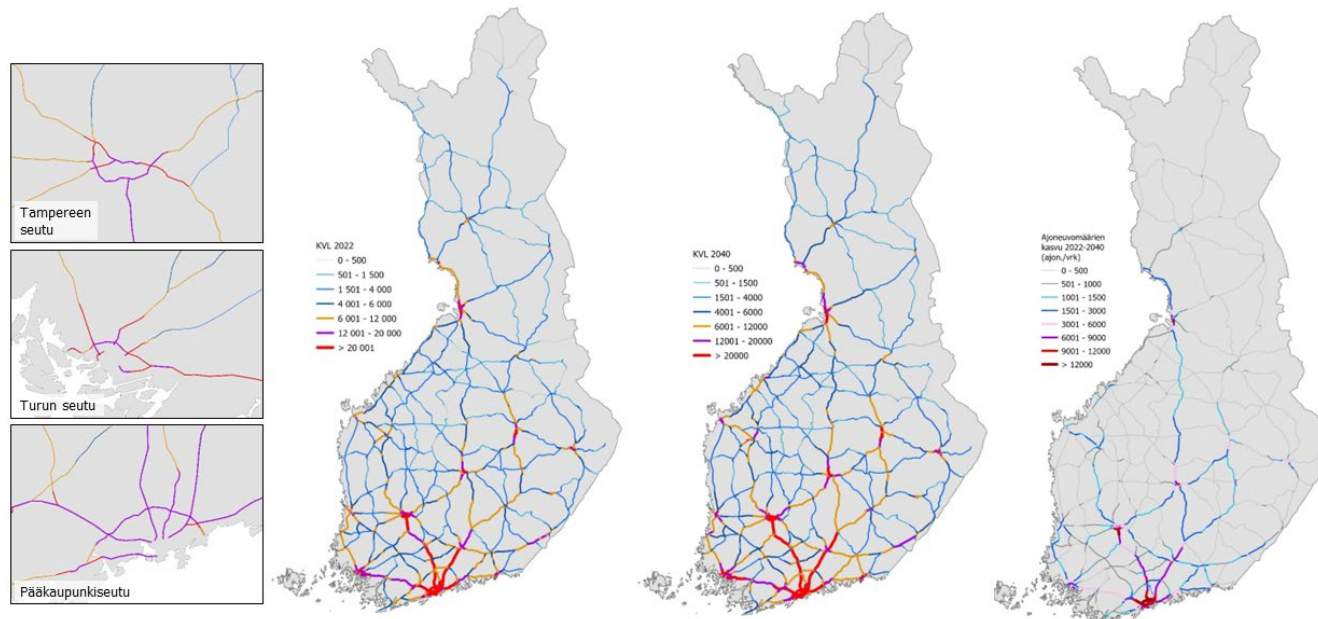 Tampereen
seutu
Turun seutu
Pääkaupunkiseutu
KVL 2022
0 - 500
501 - 1 500
1 501 - 4 000
4 001 - 6 000
6 001 - 12 000
12 001 - 20 000
> 20 001
KVL 2040
0 - 500
501 - 1500
1501 - 4000
4001 - 6000
6001 - 12000
12001 - 20000
> 20000
Ajoneuvomäärien
kasvu 2022-2040
(ajon./vrk)
0 - 500
501 - 1000
1001 - 1500
1501 - 3000
3001 - 6000
6001 - 9000
9001 - 12000
> 12000